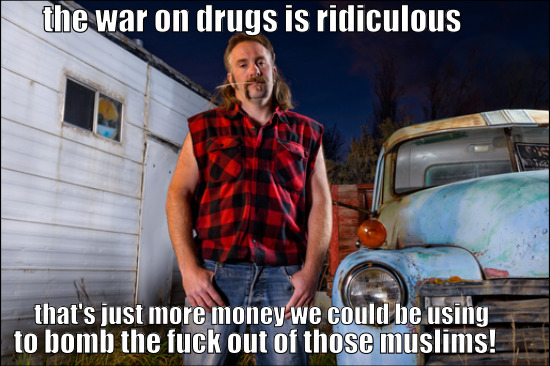 the war on drugs is ridiculous
that's just more money we could be using
to bomb the fuck out of those muslims!